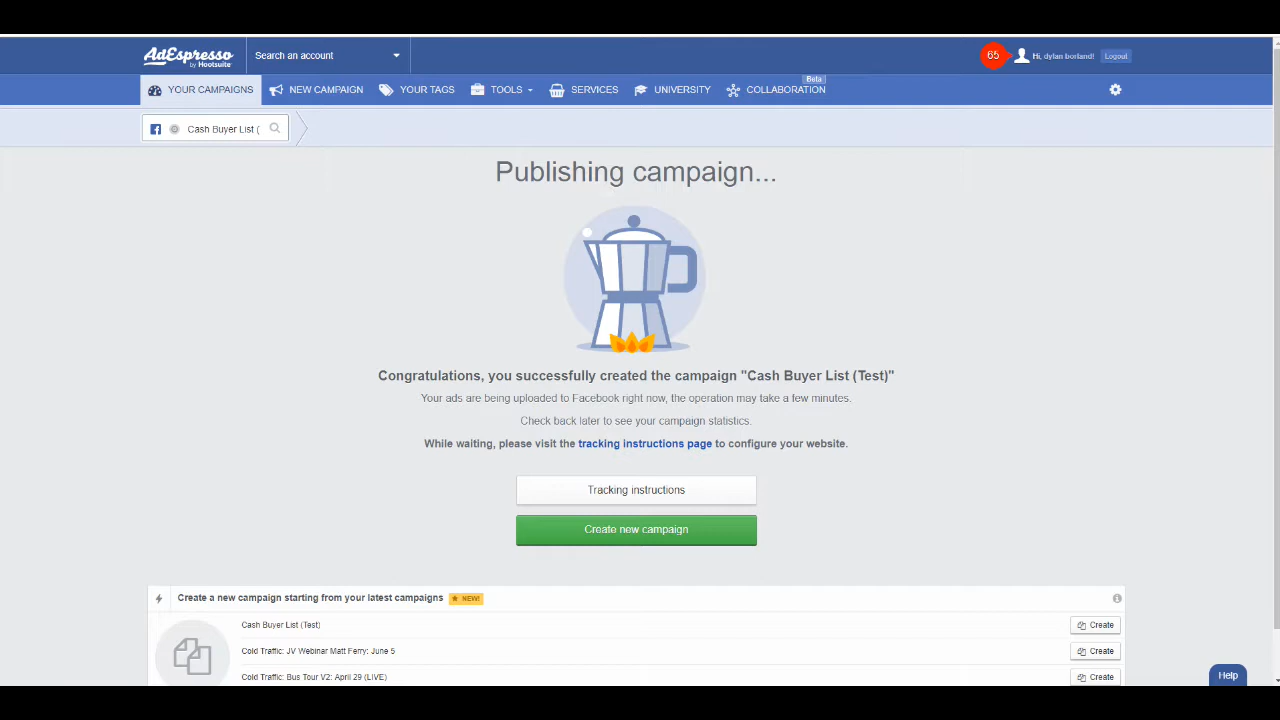 AdEspresso
by Hootsuite
Search an account
65
Hi, dylan borland!
Logout
YOUR CAMPAIGNS
NEW CAMPAIGN
YOUR TAGS
TOOLS
SERVICES
UNIVERSITY
COLLABORATION
Beta
Cash Buyer List (
Publishing campaign...
Congratulations, you successfully created the campaign "Cash Buyer List (Test)"
Your ads are being uploaded to Facebook right now, the operation may take a few minutes.
Check back later to see your campaign statistics.
While waiting, please visit the tracking instructions page to configure your website.
Tracking instructions
Create new campaign
Create a new campaign starting from your latest campaigns NEW!
Cash Buyer List (Test)
Create
Cold Traffic: JV Webinar Matt Ferry: June 5
Create
Cold Traffic: Bus Tour V2: April 29 (LIVE)
Create
Help